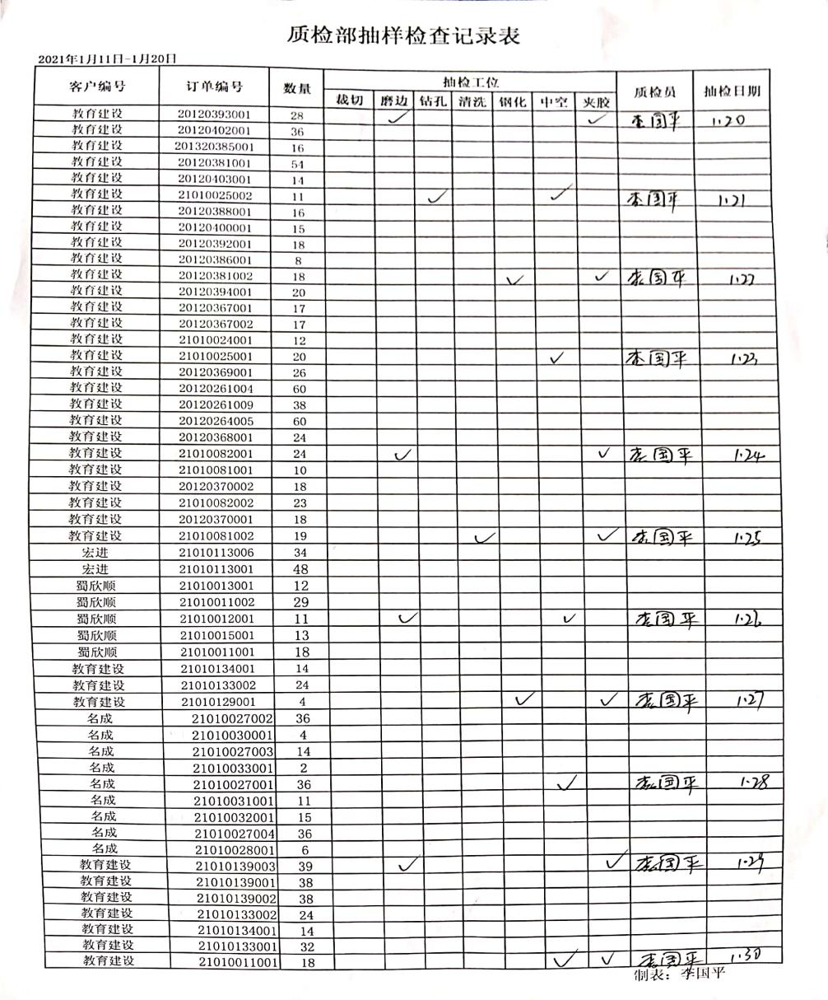 质检部抽样检查记录表
2021年1月11日-1月20日
客户编号 订单编号 数量 抽检工位 质检员 抽检日期
裁切 磨边 钻孔 清洗 钢化 中空 夹胶
教育建设 20120393001 28 ✓ ✓ 李国平 1.20
教育建设 20120402001 36
教育建设 201320385001 16
教育建设 20120381001 54
教育建设 20120403001 14
教育建设 21010025002 11 ✓ ✓ 李国平 1.21
教育建设 20120388001 16
教育建设 20120400001 15
教育建设 20120392001 18
教育建设 20120386001 8
教育建设 20120381002 18 ✓ ✓ 李国平 1.22
教育建设 20120394001 20
教育建设 20120367001 17
教育建设 20120367002 17
教育建设 21010024001 12
教育建设 21010025001 20 ✓ 李国平 1.23
教育建设 20120369001 26
教育建设 20120261004 60
教育建设 20120261009 38
教育建设 20120264005 60
教育建设 20120368001 24
教育建设 21010082001 24 ✓ ✓ 李国平 1.24
教育建设 21010081001 10
教育建设 20120370002 18
教育建设 21010082002 23
教育建设 20120370001 18
教育建设 21010081002 19 ✓ ✓ 李国平 1.25
宏进 21010113006 34
宏进 21010113001 48
蜀欣顺 21010013001 12
蜀欣顺 21010011002 29
蜀欣顺 21010012001 11 ✓ ✓ 李国平 1.26
蜀欣顺 21010015001 13
蜀欣顺 21010011001 18
教育建设 21010134001 14
教育建设 21010133002 24
教育建设 21010129001 4 ✓ ✓ 李国平 1.27
名成 21010027002 36
名成 21010030001 4
名成 21010027003 14
名成 21010033001 2
名成 21010027001 36 ✓ 李国平 1.28
名成 21010031001 11
名成 21010032001 15
名成 21010027004 36
名成 21010028001 6
教育建设 21010139003 39 ✓ ✓ 李国平 1.29
教育建设 21010139001 38
教育建设 21010139002 38
教育建设 21010133002 24
教育建设 21010134001 14
教育建设 21010133001 32
教育建设 21010011001 18 ✓ ✓ 李国平 1.30
制表：李国平